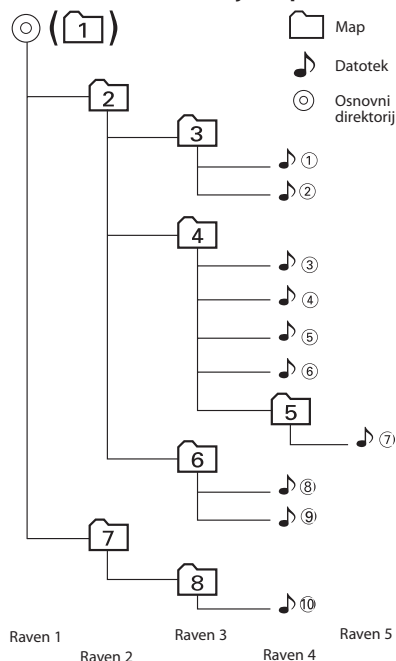 ( 1 )
Map
Datotek
Osnovni
direktorij
2
3
①
②
4
③
④
⑤
⑥
5
⑦
6
⑧
⑨
7
8
⑩
Raven 1
Raven 2
Raven 3
Raven 4
Raven 5